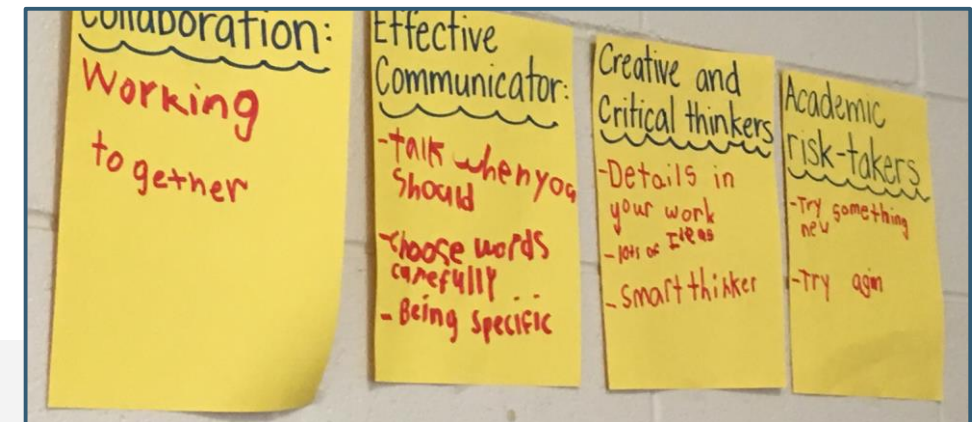 Collaboration:
Working
together
Effective
Communicator:
-talk when you
should
-Choose words
carefully..
- Being specific
Creative and
Critical thinkers
-Details in
your work
-lots of Ideas
-Smart thinker
Academic
risk-takers
-Try something
new
-Try agin